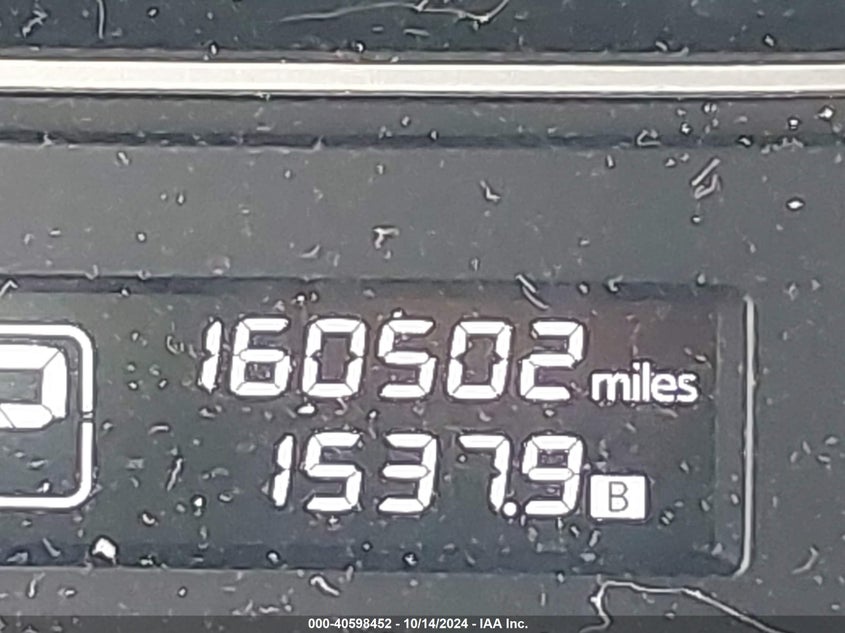 160502 miles
1537.9 B
000-40598452 - 10/14/2024 - IAA Inc.